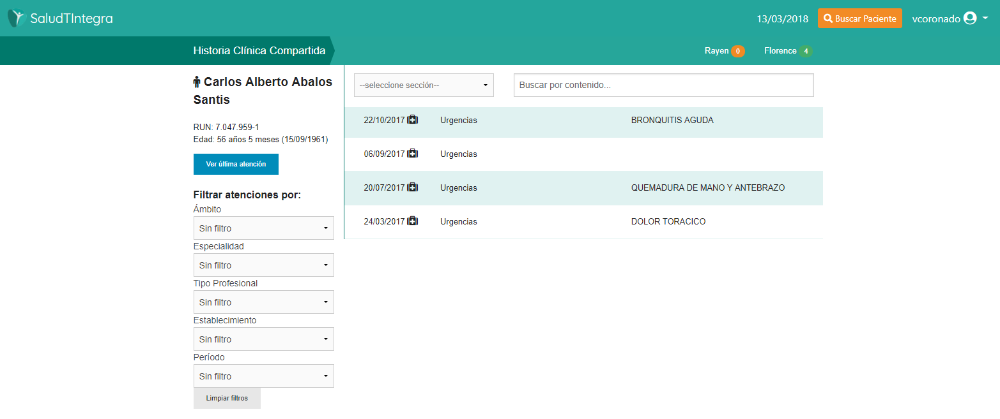 SaludTIntegra
13/03/2018
Buscar Paciente
vcoronado
Historia Clínica Compartida
Rayen 0
Florence 4
Carlos Alberto Abalos
Santis
RUN: 7.047.959-1
Edad: 56 años 5 meses (15/09/1961)
Ver última atención
Filtrar atenciones por:
Ámbito
Sin filtro
Especialidad
Sin filtro
Tipo Profesional
Sin filtro
Establecimiento
Sin filtro
Período
Sin filtro
Limpiar filtros
--seleccione sección--
Buscar por contenido...
22/10/2017 Urgencias BRONQUITIS AGUDA
06/09/2017 Urgencias
20/07/2017 Urgencias QUEMADURA DE MANO Y ANTEBRAZO
24/03/2017 Urgencias DOLOR TORACICO